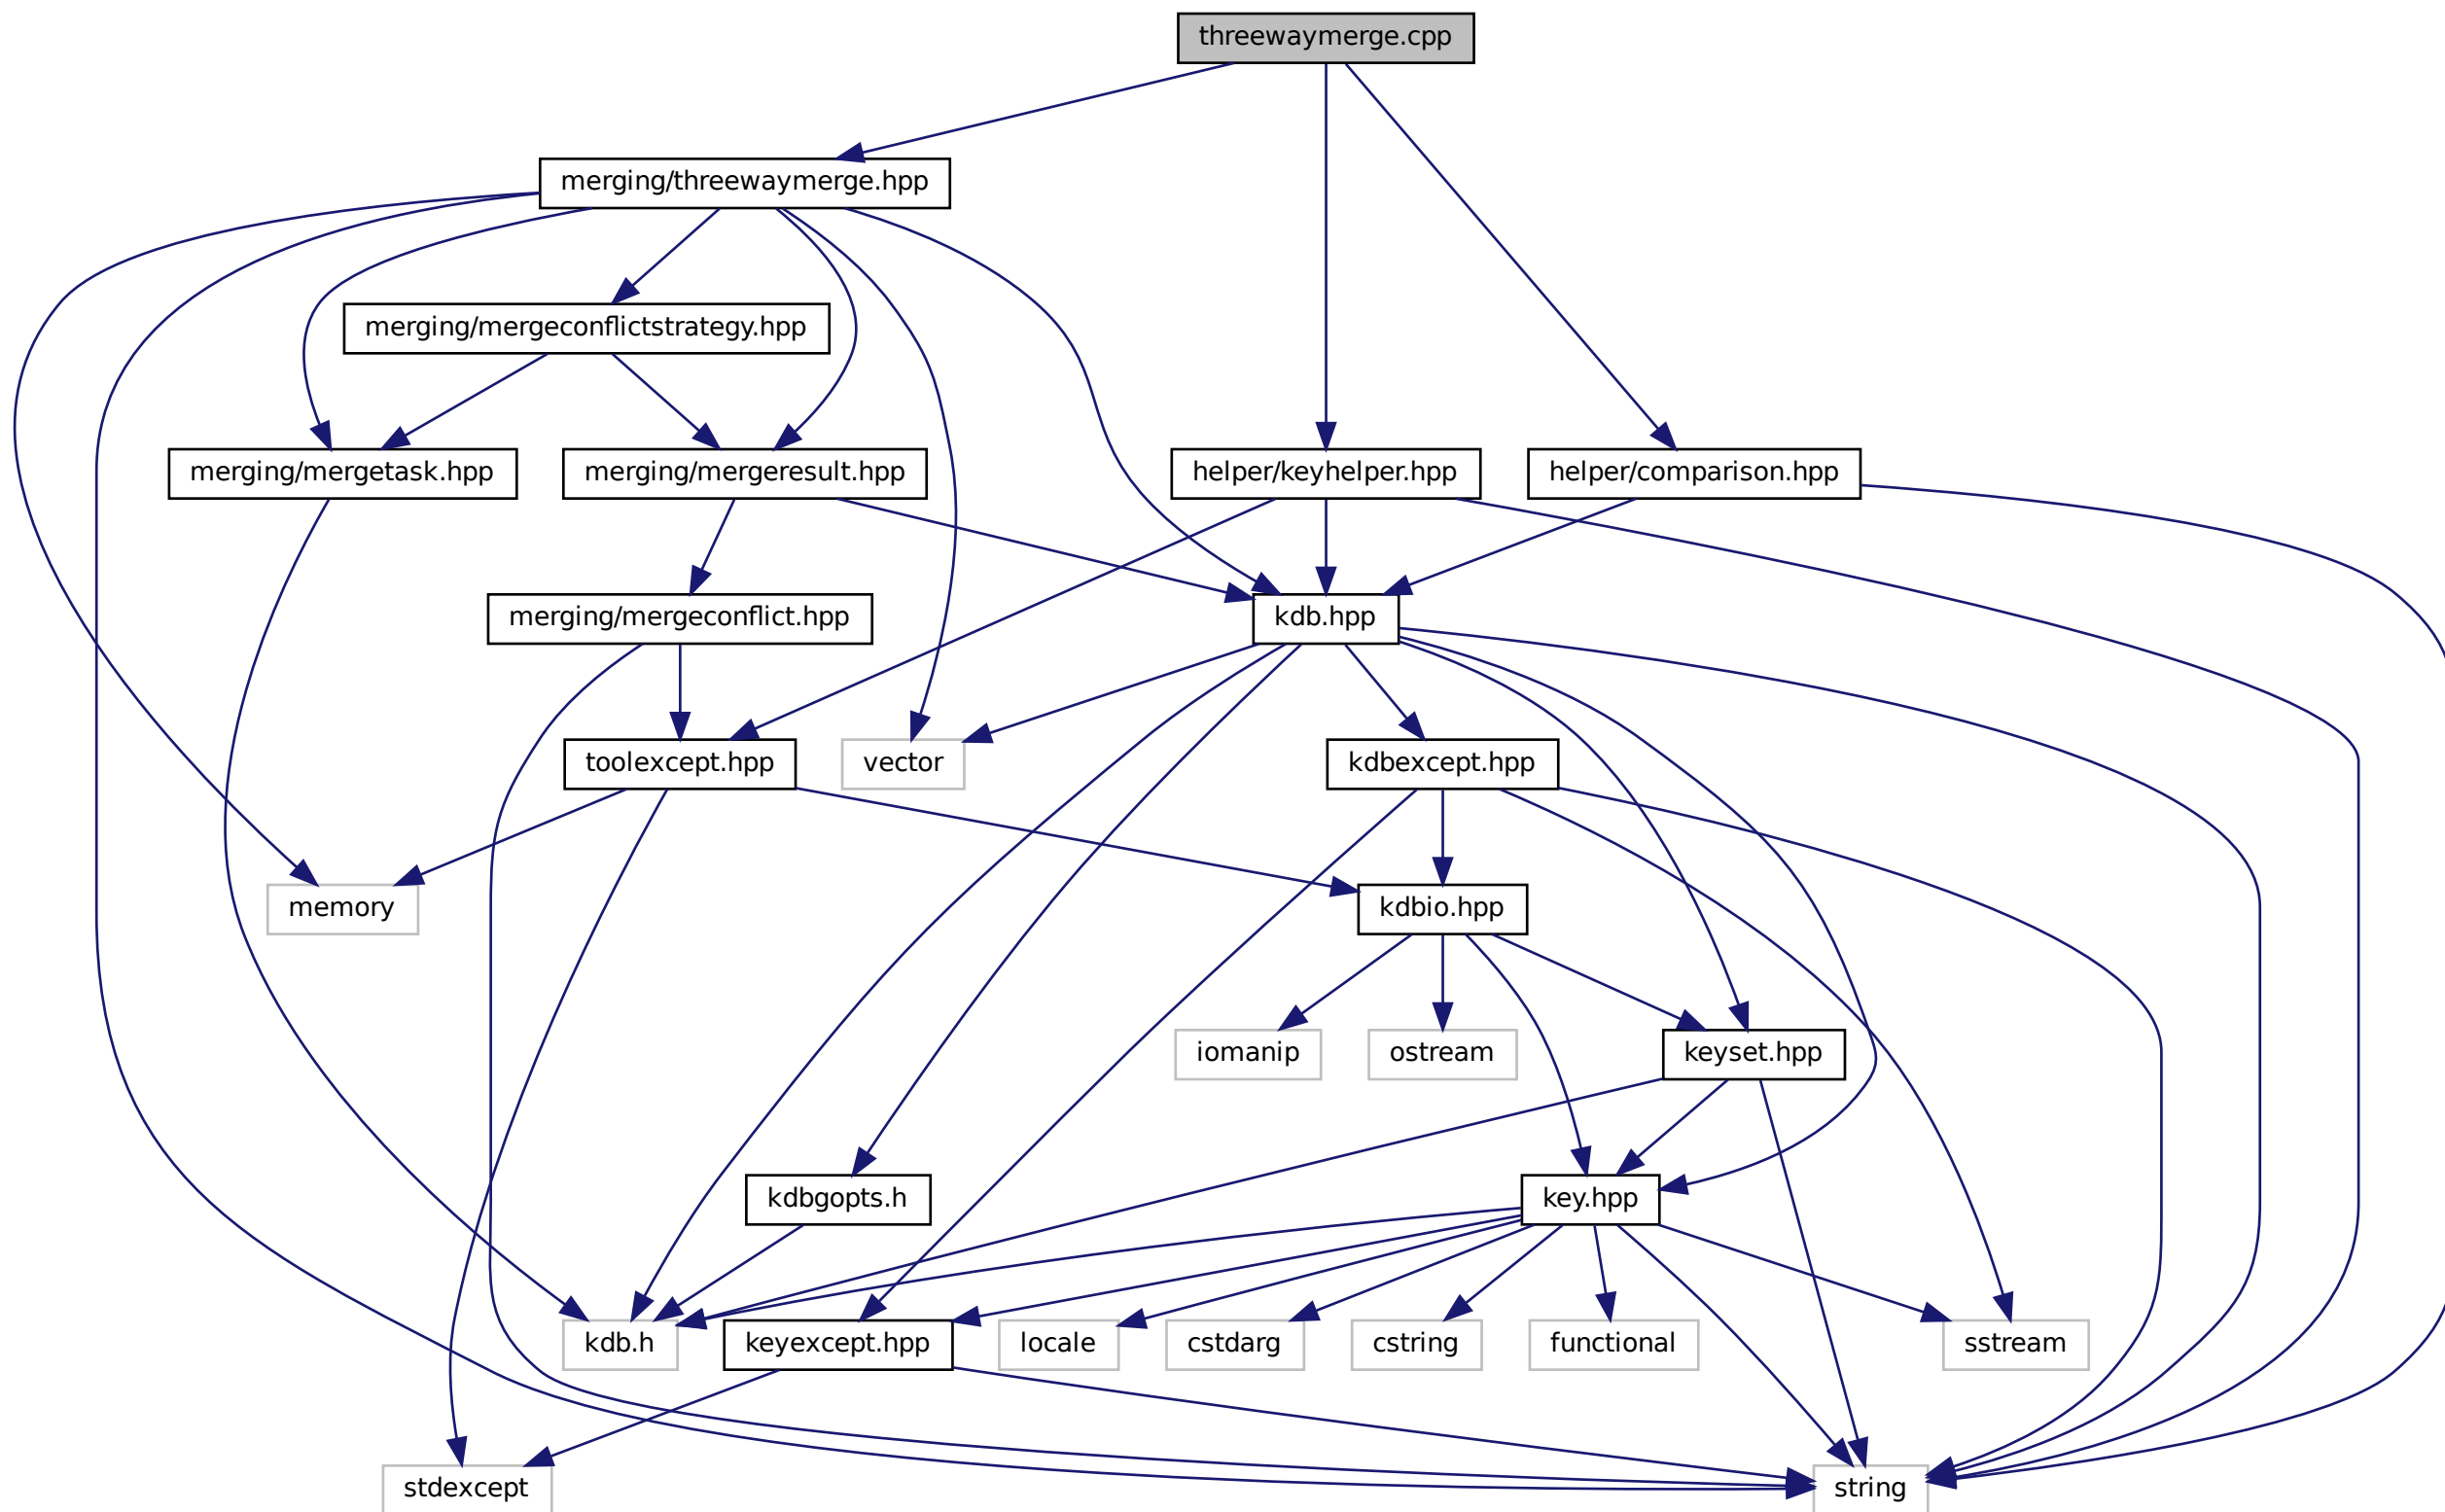 threewaymerge.cpp
merging/threewaymerge.hpp
merging/mergeconflictstrategy.hpp
merging/mergetask.hpp
merging/mergeresult.hpp
helper/keyhelper.hpp
helper/comparison.hpp
merging/mergeconflict.hpp
kdb.hpp
toolexcept.hpp
vector
kdbexcept.hpp
memory
kdbio.hpp
iomanip
ostream
keyset.hpp
kdbgopts.h
key.hpp
kdb.h
keyexcept.hpp
locale
cstdarg
cstring
functional
sstream
stdexcept
string